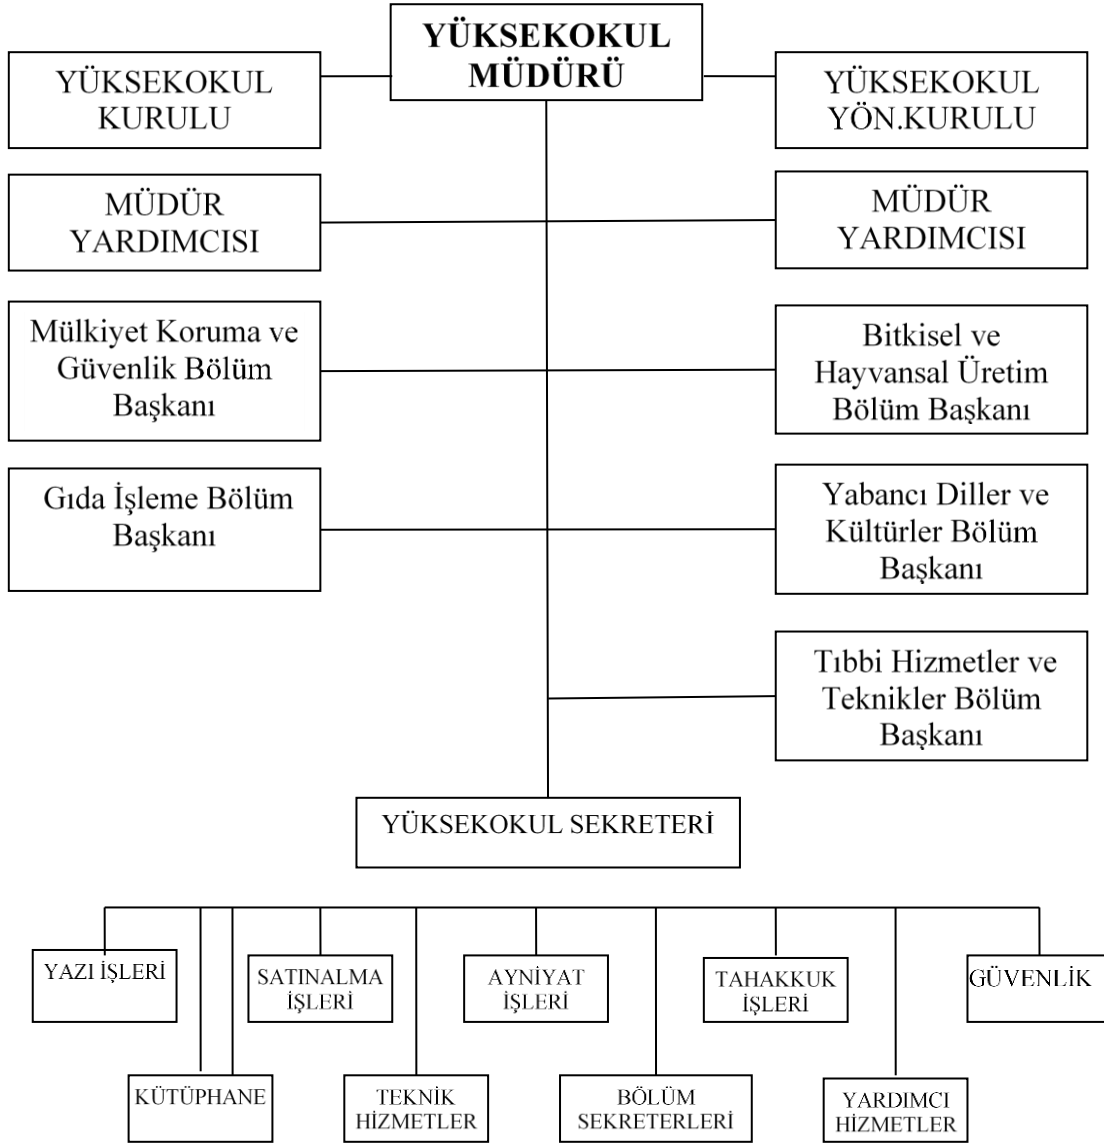 YÜKSEKOKUL
MÜDÜRÜ
YÜKSEKOKUL
KURULU
YÜKSEKOKUL
YÖN.KURULU
MÜDÜR
YARDIMCISI
MÜDÜR
YARDIMCISI
Mülkiyet Koruma ve
Güvenlik Bölüm
Başkanı
Bitkisel ve
Hayvansal Üretim
Bölüm Başkanı
Gıda İşleme Bölüm
Başkanı
Yabancı Diller ve
Kültürler Bölüm
Başkanı
Tıbbi Hizmetler ve
Teknikler Bölüm
Başkanı
YÜKSEKOKUL SEKRETERİ
YAZI İŞLERİ
SATINALMA
İŞLERİ
AYNİYAT
İŞLERİ
TAHAKKUK
İŞLERİ
GÜVENLİK
KÜTÜPHANE
TEKNİK
HİZMETLER
BÖLÜM
SEKRETERLERİ
YARDIMCI
HİZMETLER